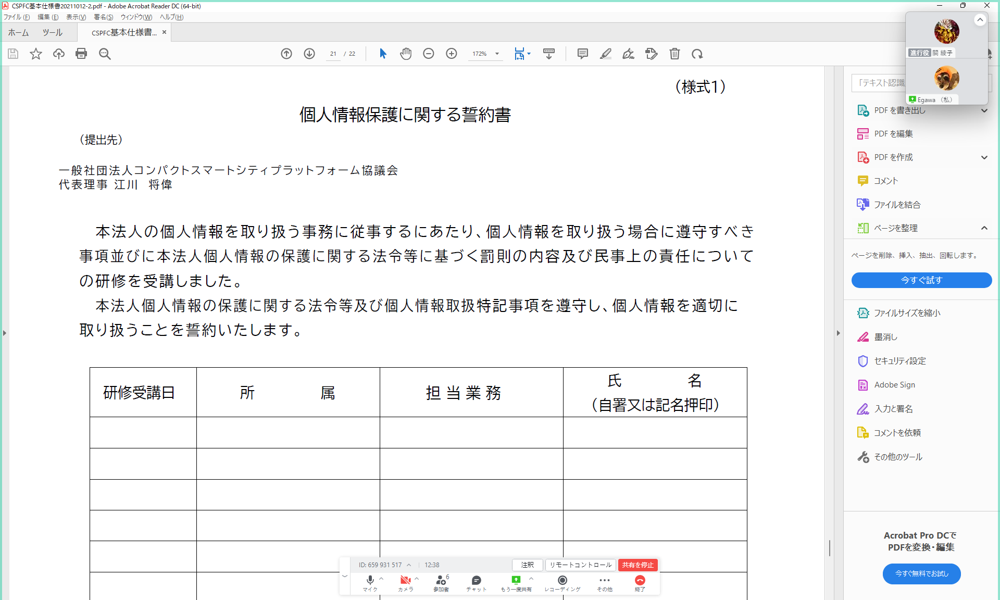 CSPFC基本仕様書20211012-2.pdf - Adobe Acrobat Reader DC (64-bit)
ファイル (F) 編集 (E) 表示(V) 署名(S) ウィンドウ(W) ヘルプ(H)
ホーム ツール CSPFC基本仕様書... ×
21 / 22 172%
進行役 関 綾子
Egawa （私）
（様式1）
個人情報保護に関する誓約書
（提出先）
一般社団法人コンパクトスマートシティプラットフォーム協議会
代表理事 江川 将偉
本法人の個人情報を取り扱う事務に従事するにあたり、個人情報を取り扱う場合に遵守すべき
事項並びに本法人個人情報の保護に関する法令等に基づく罰則の内容及び民事上の責任について
の研修を受講しました。
本法人個人情報の保護に関する法令等及び個人情報取扱特記事項を遵守し、個人情報を適切に
取り扱うことを誓約いたします。
研修受講日 所 属 担 当 業 務 氏 名
（自署又は記名押印）
「テキスト認識
PDF を書き出し
PDF を編集
PDF を作成
コメント
ファイルを結合
ページを整理
ページを削除、挿入、抽出、回転します。
今すぐ試す
ファイルサイズを縮小
墨消し
セキュリティ設定
Adobe Sign
入力と署名
コメントを依頼
その他のツール
Acrobat Pro DCで
PDFを変換・編集
今すぐ無料でお試し
ID: 659 931 517 12:38 注釈 リモートコントロール 共有を停止
6
マイク カメラ 参加者 チャット もう一度共有 レコーディング その他 終了